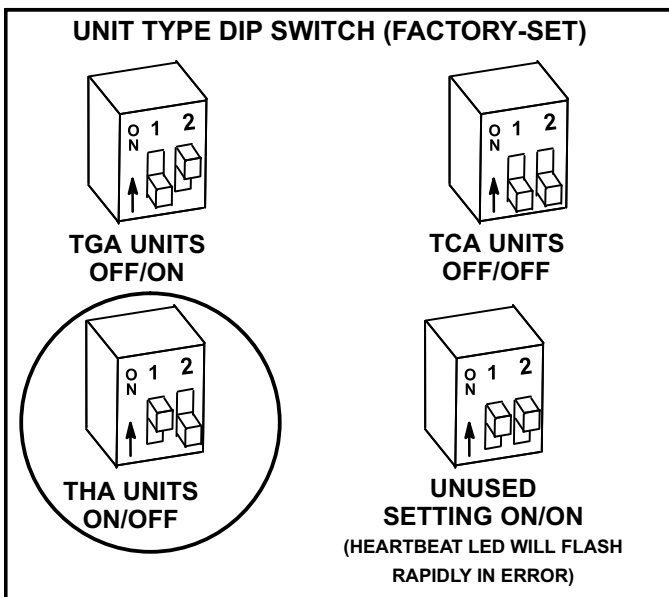 UNIT TYPE DIP SWITCH (FACTORY-SET)
O
N
1 2
TGA UNITS
OFF/ON
O
N
1 2
TCA UNITS
OFF/OFF
O
N
1 2
THA UNITS
ON/OFF
O
N
1 2
UNUSED
SETTING ON/ON
(HEARTBEAT LED WILL FLASH
RAPIDLY IN ERROR)